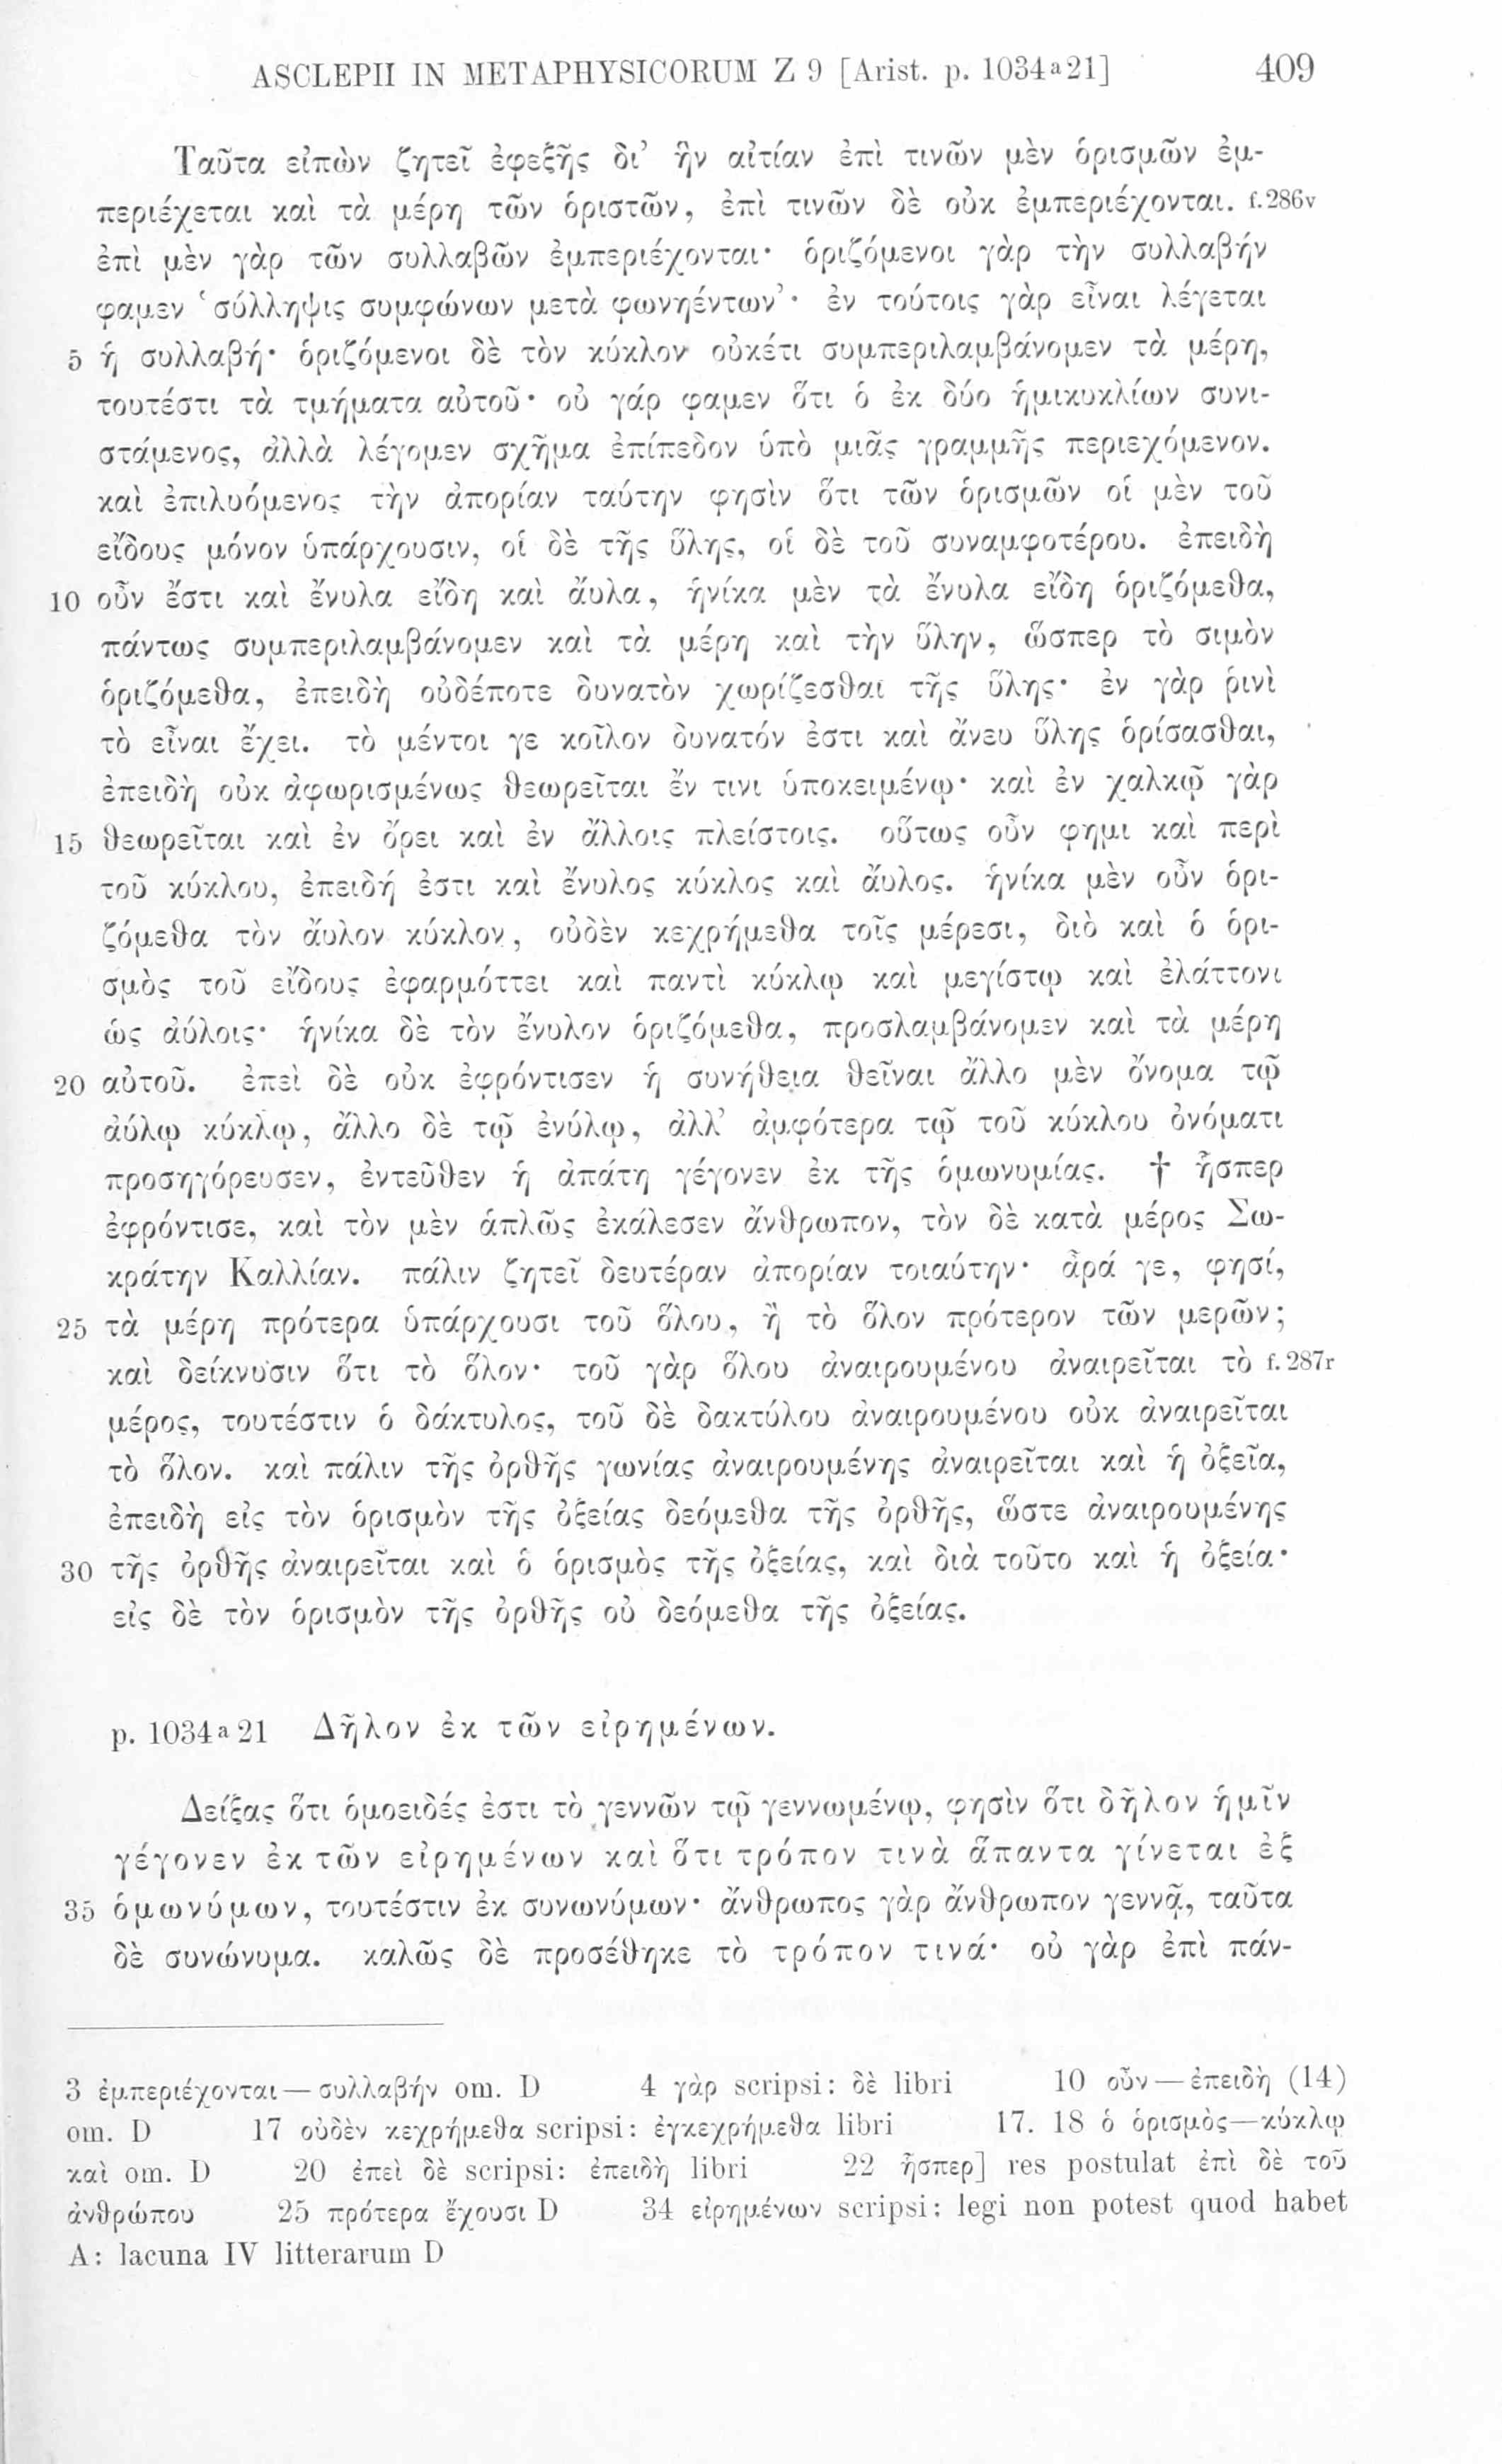 ASCLEPII IN METAPHYSICORUM Z 9 [Arist. p. 1034a21] 409
Ταῦτα εἰπὼν ζητεῖ ἐφεξῆς δι’ ἣν αἰτίαν ἐπὶ τινῶν μὲν ὁρισμῶν ἐμ-
περιέχεται καὶ τὰ μέρη τῶν ὁριστῶν, ἐπὶ τινῶν δὲ οὐκ ἐμπεριέχονται. f.286v
ἐπὶ μὲν γὰρ τῶν συλλαβῶν ἐμπεριέχονται· ὁριζόμενοι γὰρ τὴν συλλαβήν
φαμεν ‘σύλληψις συμφώνων μετὰ φωνηέντων’· ἐν τούτοις γὰρ εἶναι λέγεται
5 ἡ συλλαβή· ὁριζόμενοι δὲ τὸν κύκλον οὐκέτι συμπεριλαμβάνομεν τὰ μέρη,
τουτέστι τὰ τμήματα αὐτοῦ· οὐ γάρ φαμεν ὅτι ὁ ἐκ δύο ἡμικυκλίων συνι-
στάμενος, ἀλλὰ λέγομεν σχῆμα ἐπίπεδον ὑπὸ μιᾶς γραμμῆς περιεχόμενον.
καὶ ἐπιλυόμενος τὴν ἀπορίαν ταύτην φησὶν ὅτι τῶν ὁρισμῶν οἱ μὲν τοῦ
εἴδους μόνον ὑπάρχουσιν, οἱ δὲ τῆς ὕλης, οἱ δὲ τοῦ συναμφοτέρου. ἐπειδὴ
10 οὖν ἔστι καὶ ἔνυλα εἴδη καὶ ἄυλα, ἡνίκα μὲν τὰ ἔνυλα εἴδη ὁριζόμεθα,
πάντως συμπεριλαμβάνομεν καὶ τὰ μέρη καὶ τὴν ὕλην, ὥσπερ τὸ σιμὸν
ὁριζόμεθα, ἐπειδὴ οὐδέποτε δυνατὸν χωρίζεσθαι τῆς ὕλης· ἐν γὰρ ῥινὶ
τὸ εἶναι ἔχει. τὸ μέντοι γε κοῖλον δυνατόν ἐστι καὶ ἄνευ ὕλης ὁρίσασθαι,
ἐπειδὴ οὐκ ἀφωρισμένως θεωρεῖται ἔν τινι ὑποκειμένῳ· καὶ ἐν χαλκῷ γὰρ
15 θεωρεῖται καὶ ἐν ὄρει καὶ ἐν ἄλλοις πλείστοις. οὕτως οὖν φημι καὶ περὶ
τοῦ κύκλου, ἐπειδή ἐστι καὶ ἔνυλος κύκλος καὶ ἄυλος. ἡνίκα μὲν οὖν ὁρι-
ζόμεθα τὸν ἄυλον κύκλον, οὐδὲν κεχρήμεθα τοῖς μέρεσι, διὸ καὶ ὁ ὁρι-
σμὸς τοῦ εἴδους ἐφαρμόττει καὶ παντὶ κύκλῳ καὶ μεγίστῳ καὶ ἐλάττονι
ὡς ἀύλοις· ἡνίκα δὲ τὸν ἔνυλον ὁριζόμεθα, προσλαμβάνομεν καὶ τὰ μέρη
20 αὐτοῦ. ἐπεὶ δὲ οὐκ ἐφρόντισεν ἡ συνήθεια θεῖναι ἄλλο μὲν ὄνομα τῷ
ἀύλῳ κύκλῳ, ἄλλο δὲ τῷ ἐνύλῳ, ἀλλ’ ἀμφότερα τῷ τοῦ κύκλου ὀνόματι
προσηγόρευσεν, ἐντεῦθεν ἡ ἀπάτη γέγονεν ἐκ τῆς ὁμωνυμίας. † ἧσπερ
ἐφρόντισε, καὶ τὸν μὲν ἁπλῶς ἐκάλεσεν ἄνθρωπον, τὸν δὲ κατὰ μέρος Σω-
κράτην Καλλίαν. πάλιν ζητεῖ δευτέραν ἀπορίαν τοιαύτην· ἆρά γε, φησί,
25 τὰ μέρη πρότερα ὑπάρχουσι τοῦ ὅλου, ἢ τὸ ὅλον πρότερον τῶν μερῶν;
καὶ δείκνυσιν ὅτι τὸ ὅλον· τοῦ γὰρ ὅλου ἀναιρουμένου ἀναιρεῖται τὸ f.287r
μέρος, τουτέστιν ὁ δάκτυλος, τοῦ δὲ δακτύλου ἀναιρουμένου οὐκ ἀναιρεῖται
τὸ ὅλον. καὶ πάλιν τῆς ὀρθῆς γωνίας ἀναιρουμένης ἀναιρεῖται καὶ ἡ ὀξεῖα,
ἐπειδὴ εἰς τὸν ὁρισμὸν τῆς ὀξείας δεόμεθα τῆς ὀρθῆς, ὥστε ἀναιρουμένης
30 τῆς ὀρθῆς ἀναιρεῖται καὶ ὁ ὁρισμὸς τῆς ὀξείας, καὶ διὰ τοῦτο καὶ ἡ ὀξεία·
εἰς δὲ τὸν ὁρισμὸν τῆς ὀρθῆς οὐ δεόμεθα τῆς ὀξείας.
p. 1034a21 Δῆλον ἐκ τῶν εἰρημένων.
Δείξας ὅτι ὁμοειδές ἐστι τὸ γεννῶν τῷ γεννωμένῳ, φησὶν ὅτι δῆλον ἡμῖν
γέγονεν ἐκ τῶν εἰρημένων καὶ ὅτι τρόπον τινὰ ἅπαντα γίνεται ἐξ
35 ὁμωνύμων, τουτέστιν ἐκ συνωνύμων· ἄνθρωπος γὰρ ἄνθρωπον γεννᾷ, ταῦτα
δὲ συνώνυμα. καλῶς δὲ προσέθηκε τὸ τρόπον τινά· οὐ γὰρ ἐπὶ πάν-
3 ἐμπεριέχονται—συλλαβήν om. D 4 γὰρ scripsi: δὲ libri 10 οὖν—ἐπειδὴ (14)
om. D 17 οὐδὲν κεχρήμεθα scripsi: ἐγκεχρήμεθα libri 17. 18 ὁ ὁρισμὸς—κύκλῳ
καὶ om. D 20 ἐπεὶ δὲ scripsi: ἐπειδὴ libri 22 ἧσπερ] res postulat ἐπὶ δὲ τοῦ
ἀνθρώπου 25 πρότερα ἔχουσι D 34 εἰρημένων scripsi: legi non potest quod habet
A: lacuna IV litterarum D